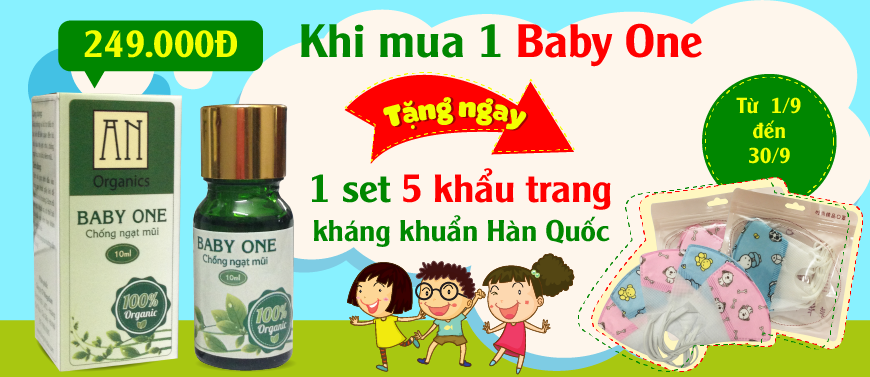 249.000Đ
Khi mua 1 Baby One
Tặng ngay
1 set 5 khẩu trang
kháng khuẩn Hàn Quốc
Từ 1/9
đến
30/9
AN
Organics
BABY ONE
Chống ngạt mũi
10ml
100%
Organic
BABY ONE
Chống ngạt mũi
10ml
100%
Organic